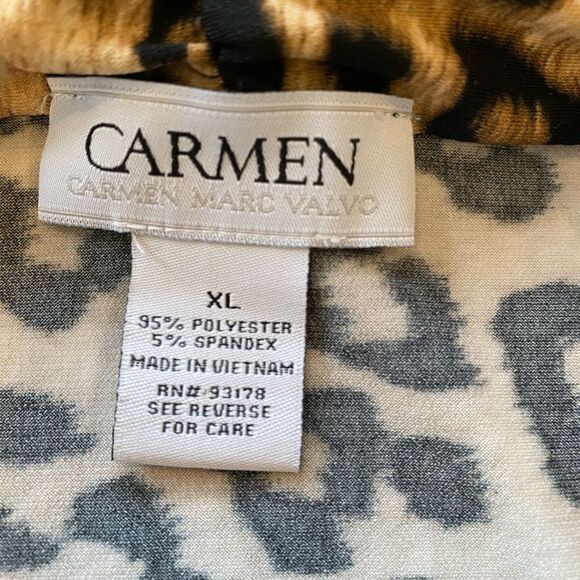 CARMEN
CARMEN MARC VALVO
XL
95% POLYESTER
5% SPANDEX
MADE IN VIETNAM
RN# 93178
SEE REVERSE
FOR CARE